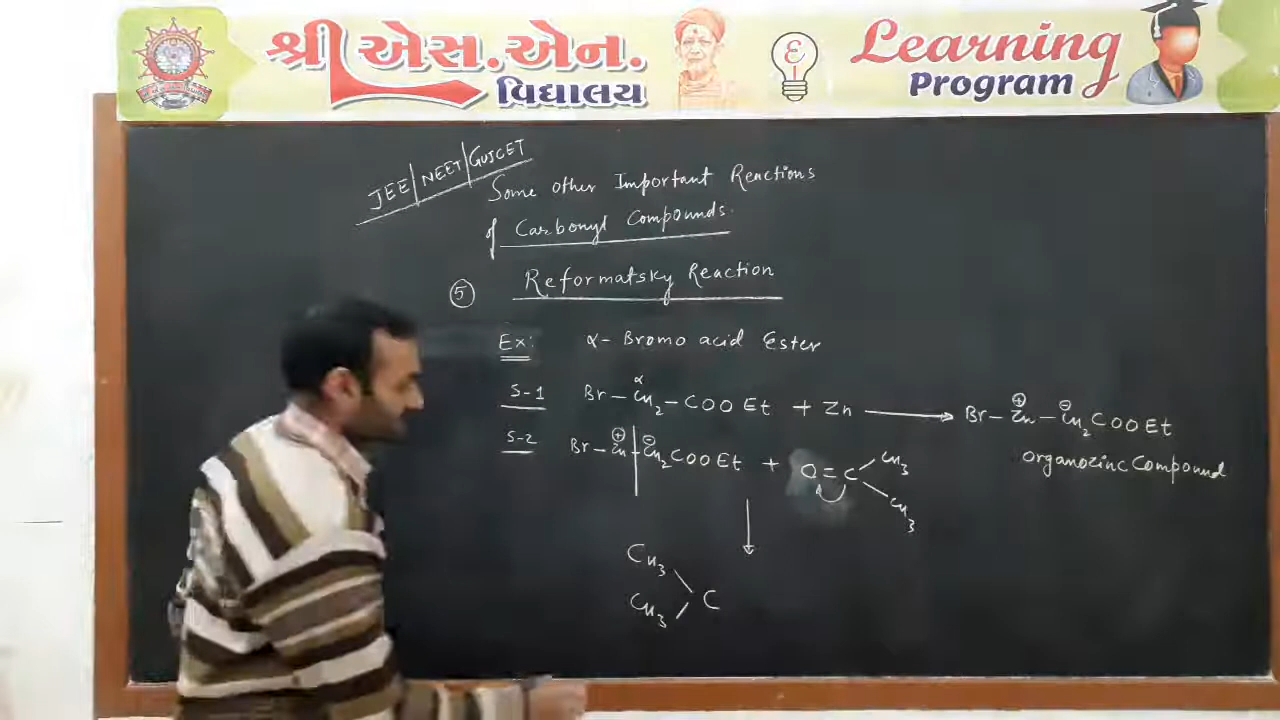 શ્રી એસ.એન.
વિદ્યાલય
Learning
Program
JEE|NEET|GUJCET
Some other Important Reactions
of Carbonyl Compounds.
⑤ Reformatsky Reaction
Ex: α- Bromo acid Ester
S-1 Br-CH₂-COOEt + Zn ⟶ Br-Zn-CH₂COOEt
α ⊕ ⊖
organozinc Compound
S-2 Br-Zn-CH₂COOEt + O=C
⊕ ⊖
CH₃
CH₃
CH₃
CH₃
C